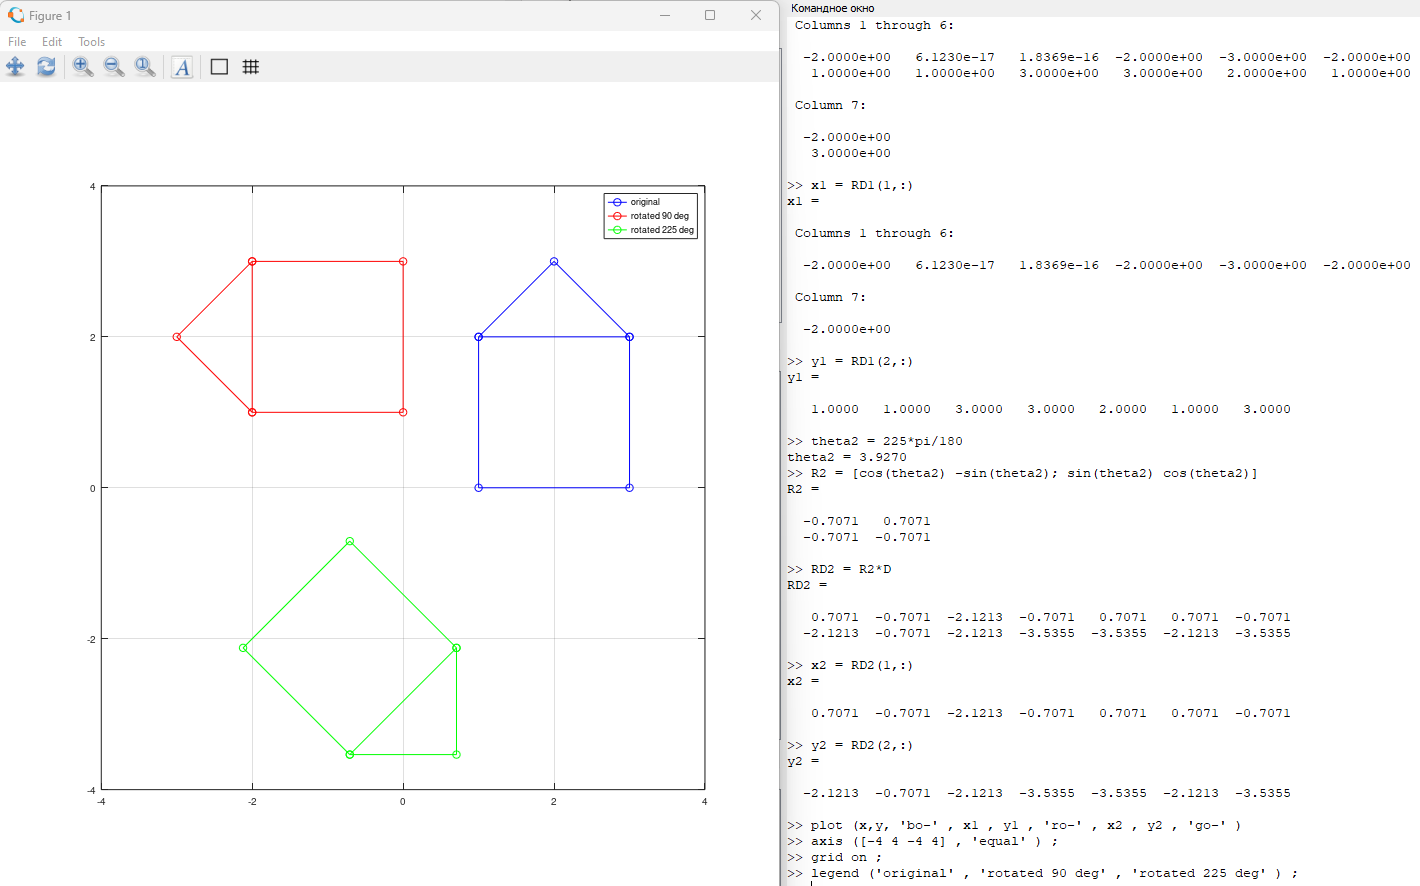 Figure 1
File Edit Tools
A
4
2
0
-2
-4
-4 -2 0 2 4
original
rotated 90 deg
rotated 225 deg
Командное окно
Columns 1 through 6:
-2.0000e+00 6.1230e-17 1.8369e-16 -2.0000e+00 -3.0000e+00 -2.0000e+00
1.0000e+00 1.0000e+00 3.0000e+00 3.0000e+00 2.0000e+00 1.0000e+00
Column 7:
-2.0000e+00
3.0000e+00
>> x1 = RD1(1,:)
x1 =
Columns 1 through 6:
-2.0000e+00 6.1230e-17 1.8369e-16 -2.0000e+00 -3.0000e+00 -2.0000e+00
Column 7:
-2.0000e+00
>> y1 = RD1(2,:)
y1 =
1.0000 1.0000 3.0000 3.0000 2.0000 1.0000 3.0000
>> theta2 = 225*pi/180
theta2 = 3.9270
>> R2 = [cos(theta2) -sin(theta2); sin(theta2) cos(theta2)]
R2 =
-0.7071 0.7071
-0.7071 -0.7071
>> RD2 = R2*D
RD2 =
0.7071 -0.7071 -2.1213 -0.7071 0.7071 0.7071 -0.7071
-2.1213 -0.7071 -2.1213 -3.5355 -3.5355 -2.1213 -3.5355
>> x2 = RD2(1,:)
x2 =
0.7071 -0.7071 -2.1213 -0.7071 0.7071 0.7071 -0.7071
>> y2 = RD2(2,:)
y2 =
-2.1213 -0.7071 -2.1213 -3.5355 -3.5355 -2.1213 -3.5355
>> plot (x,y, 'bo-' , x1 , y1 , 'ro-' , x2 , y2 , 'go-' )
>> axis ([-4 4 -4 4] , 'equal' ) ;
>> grid on ;
>> legend ('original' , 'rotated 90 deg' , 'rotated 225 deg' ) ;